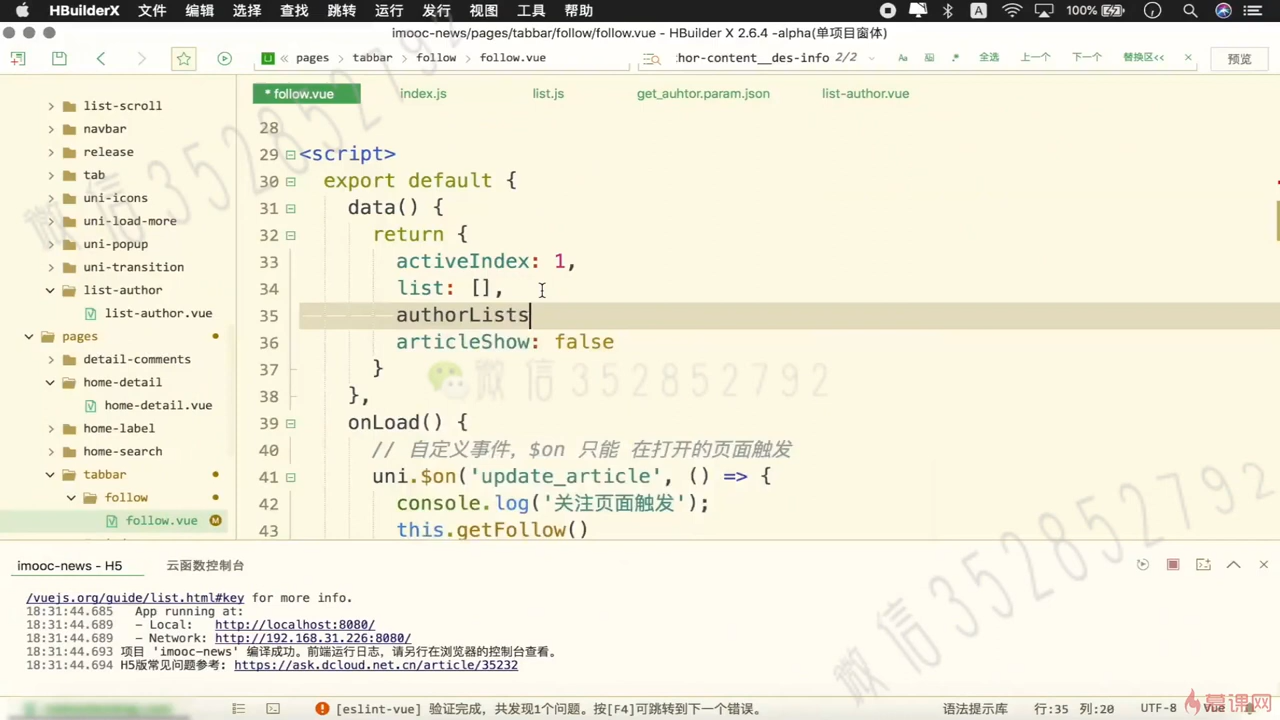 HBuilderX 文件 编辑 选择 查找 跳转 运行 发行 视图 工具 帮助 A 100%
imooc-news/pages/tabbar/follow/follow.vue - HBuilder X 2.6.4 -alpha(单项目窗体)
« pages tabbar follow follow.vue :hor-content__des-info 2/2 Aa 全选 上一个 下一个 替换区<< 预览
* follow.vue index.js list.js get_auhtor.param.json list-author.vue
list-scroll
navbar
release
tab
uni-icons
uni-load-more
uni-popup
uni-transition
list-author
list-author.vue
pages
detail-comments
home-detail
home-detail.vue
home-label
home-search
tabbar
follow
follow.vue M
28
29 <script>
30 export default {
31 data() {
32 return {
33 activeIndex: 1,
34 list: [],
35 authorLists
36 articleShow: false
37 }
38 },
39 onLoad() {
40 // 自定义事件，$on 只能 在打开的页面触发
41 uni.$on('update_article', () => {
42 console.log('关注页面触发');
43 this.getFollow()
微信 352852792
微信 352852792
微信 352852792
imooc-news - H5 云函数控制台
/vuejs.org/guide/list.html#key for more info.
18:31:44.685 App running at:
18:31:44.689 - Local: http://localhost:8080/
18:31:44.689 - Network: http://192.168.31.226:8080/
18:31:44.693 项目 'imooc-news' 编译成功。前端运行日志，请另行在浏览器的控制台查看。
18:31:44.694 H5版常见问题参考: https://ask.dcloud.net.cn/article/35232
[eslint-vue] 验证完成，共发现1个问题。按[F4]可跳转到下一个错误。 语法提示库 行:35 列:20 UTF-8 Vue
慕课网